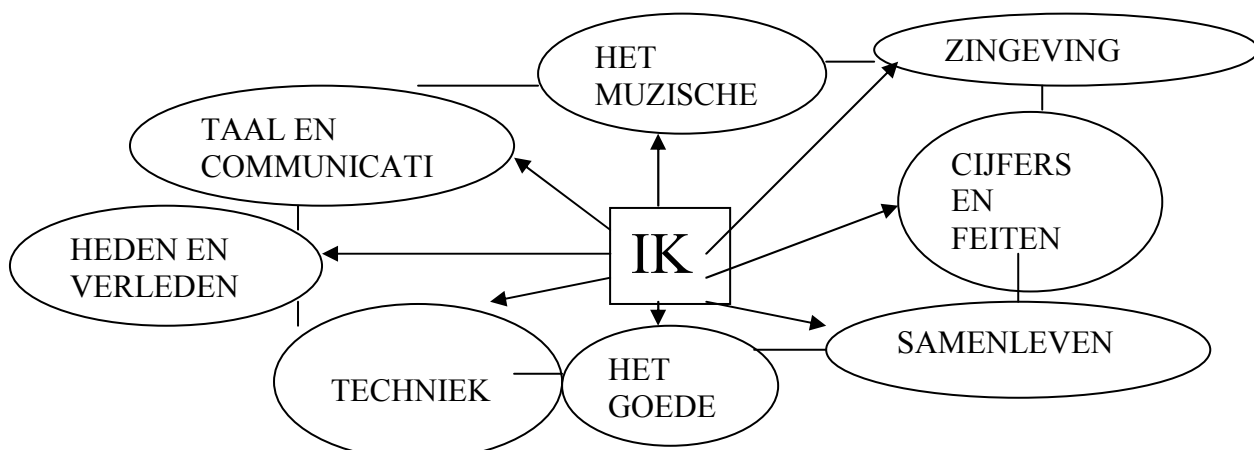 HET
MUZISCHE
ZINGEVING
TAAL EN
COMMUNICATI
CIJFERS
EN
FEITEN
IK
HEDEN EN
VERLEDEN
SAMENLEVEN
TECHNIEK
HET
GOEDE